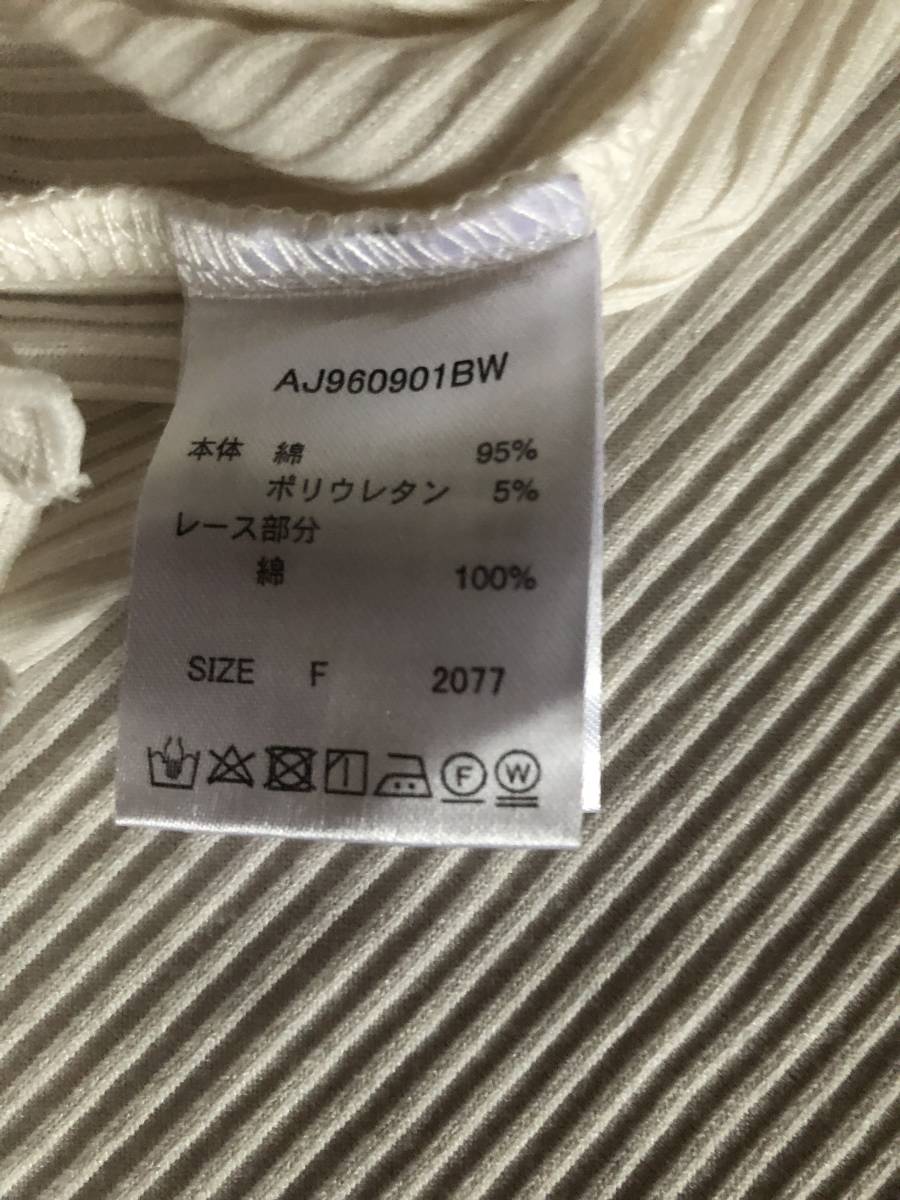 AJ960901BW
本体 綿 95%
ポリウレタン 5%
レース部分
綿 100%
SIZE F 2077
F W